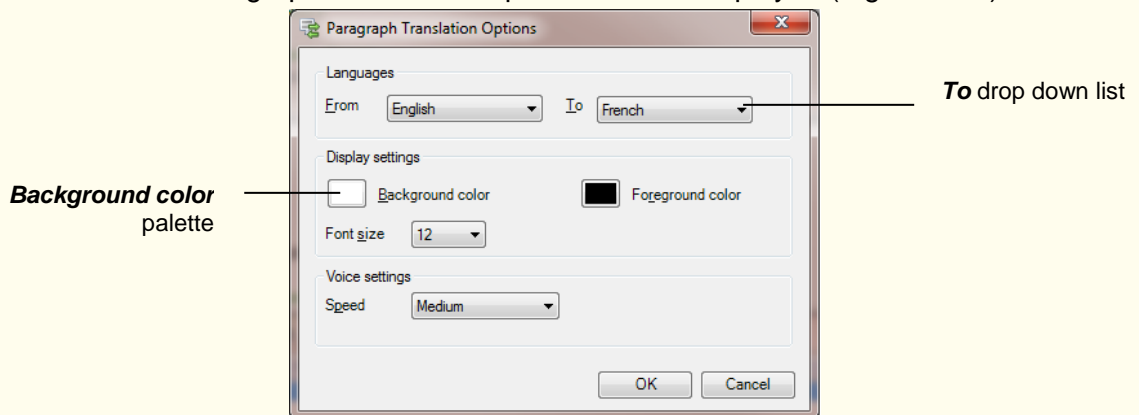 Paragraph Translation Options
Languages
From English To French
To drop down list
Display settings
Background color
palette
Background color Foreground color
Font size 12
Voice settings
Speed Medium
OK Cancel